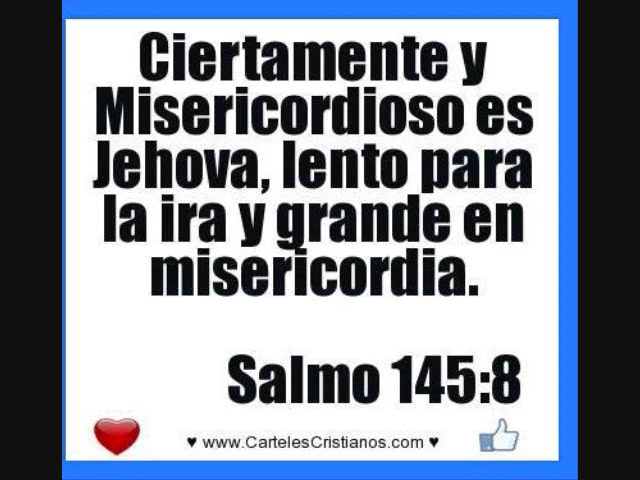 Ciertamente y
Misericordioso es
Jehova, lento para
la ira y grande en
misericordia.
Salmo 145:8
♥ www.CartelesCristianos.com ♥